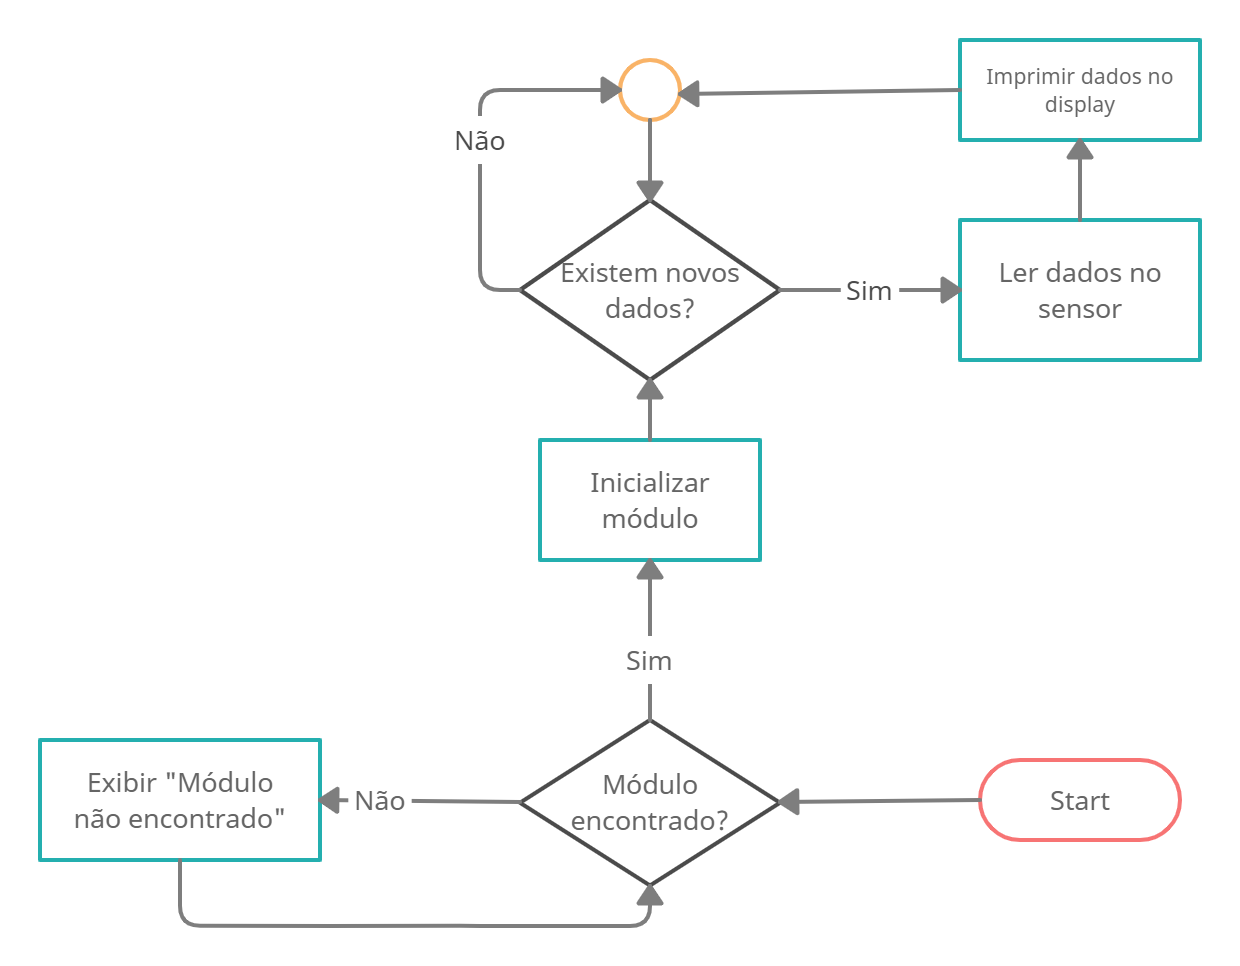 Imprimir dados no
display
Não
Existem novos
dados?
Sim
Ler dados no
sensor
Inicializar
módulo
Sim
Exibir "Módulo
não encontrado"
Não
Módulo
encontrado?
Start